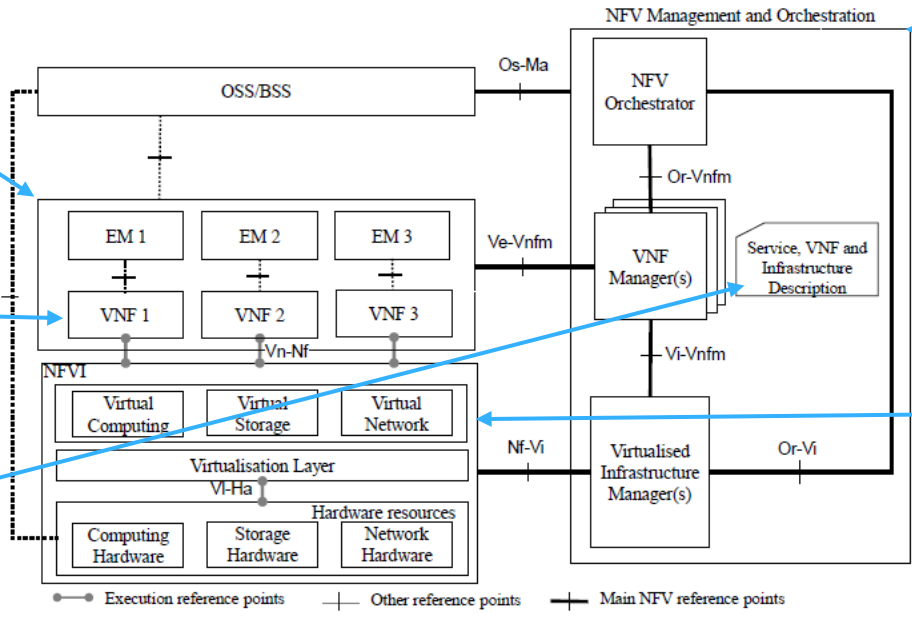 NFV Management and Orchestration
Os-Ma
OSS/BSS
NFV
Orchestrator
Or-Vnfm
EM 1
EM 2
EM 3
Ve-Vnfm
VNF
Manager(s)
Service, VNF and
Infrastructure
Description
VNF 1
VNF 2
VNF 3
Vn-Nf
Vi-Vnfm
NFVI
Virtual
Computing
Virtual
Storage
Virtual
Network
Nf-Vi
Virtualised
Infrastructure
Manager(s)
Or-Vi
Virtualisation Layer
Vl-Ha
Hardware resources
Computing
Hardware
Storage
Hardware
Network
Hardware
Execution reference points
Other reference points
Main NFV reference points